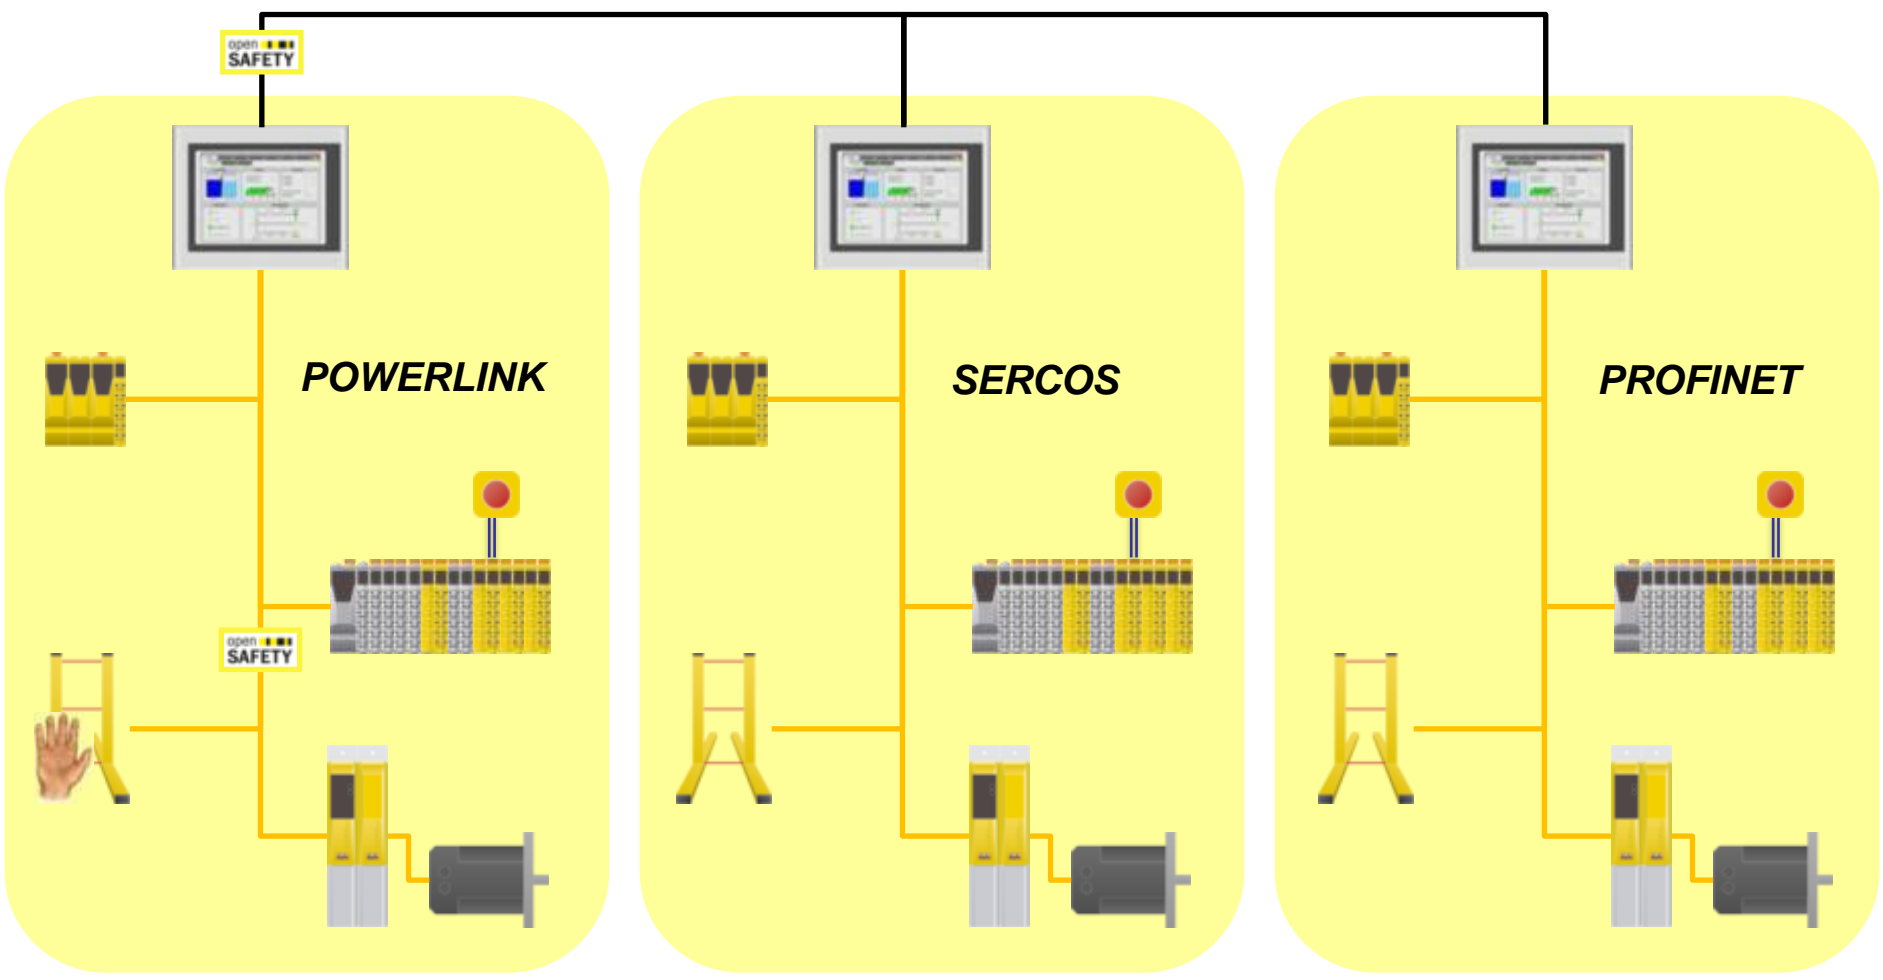 open
SAFETY
POWERLINK
SERCOS
PROFINET
open
SAFETY